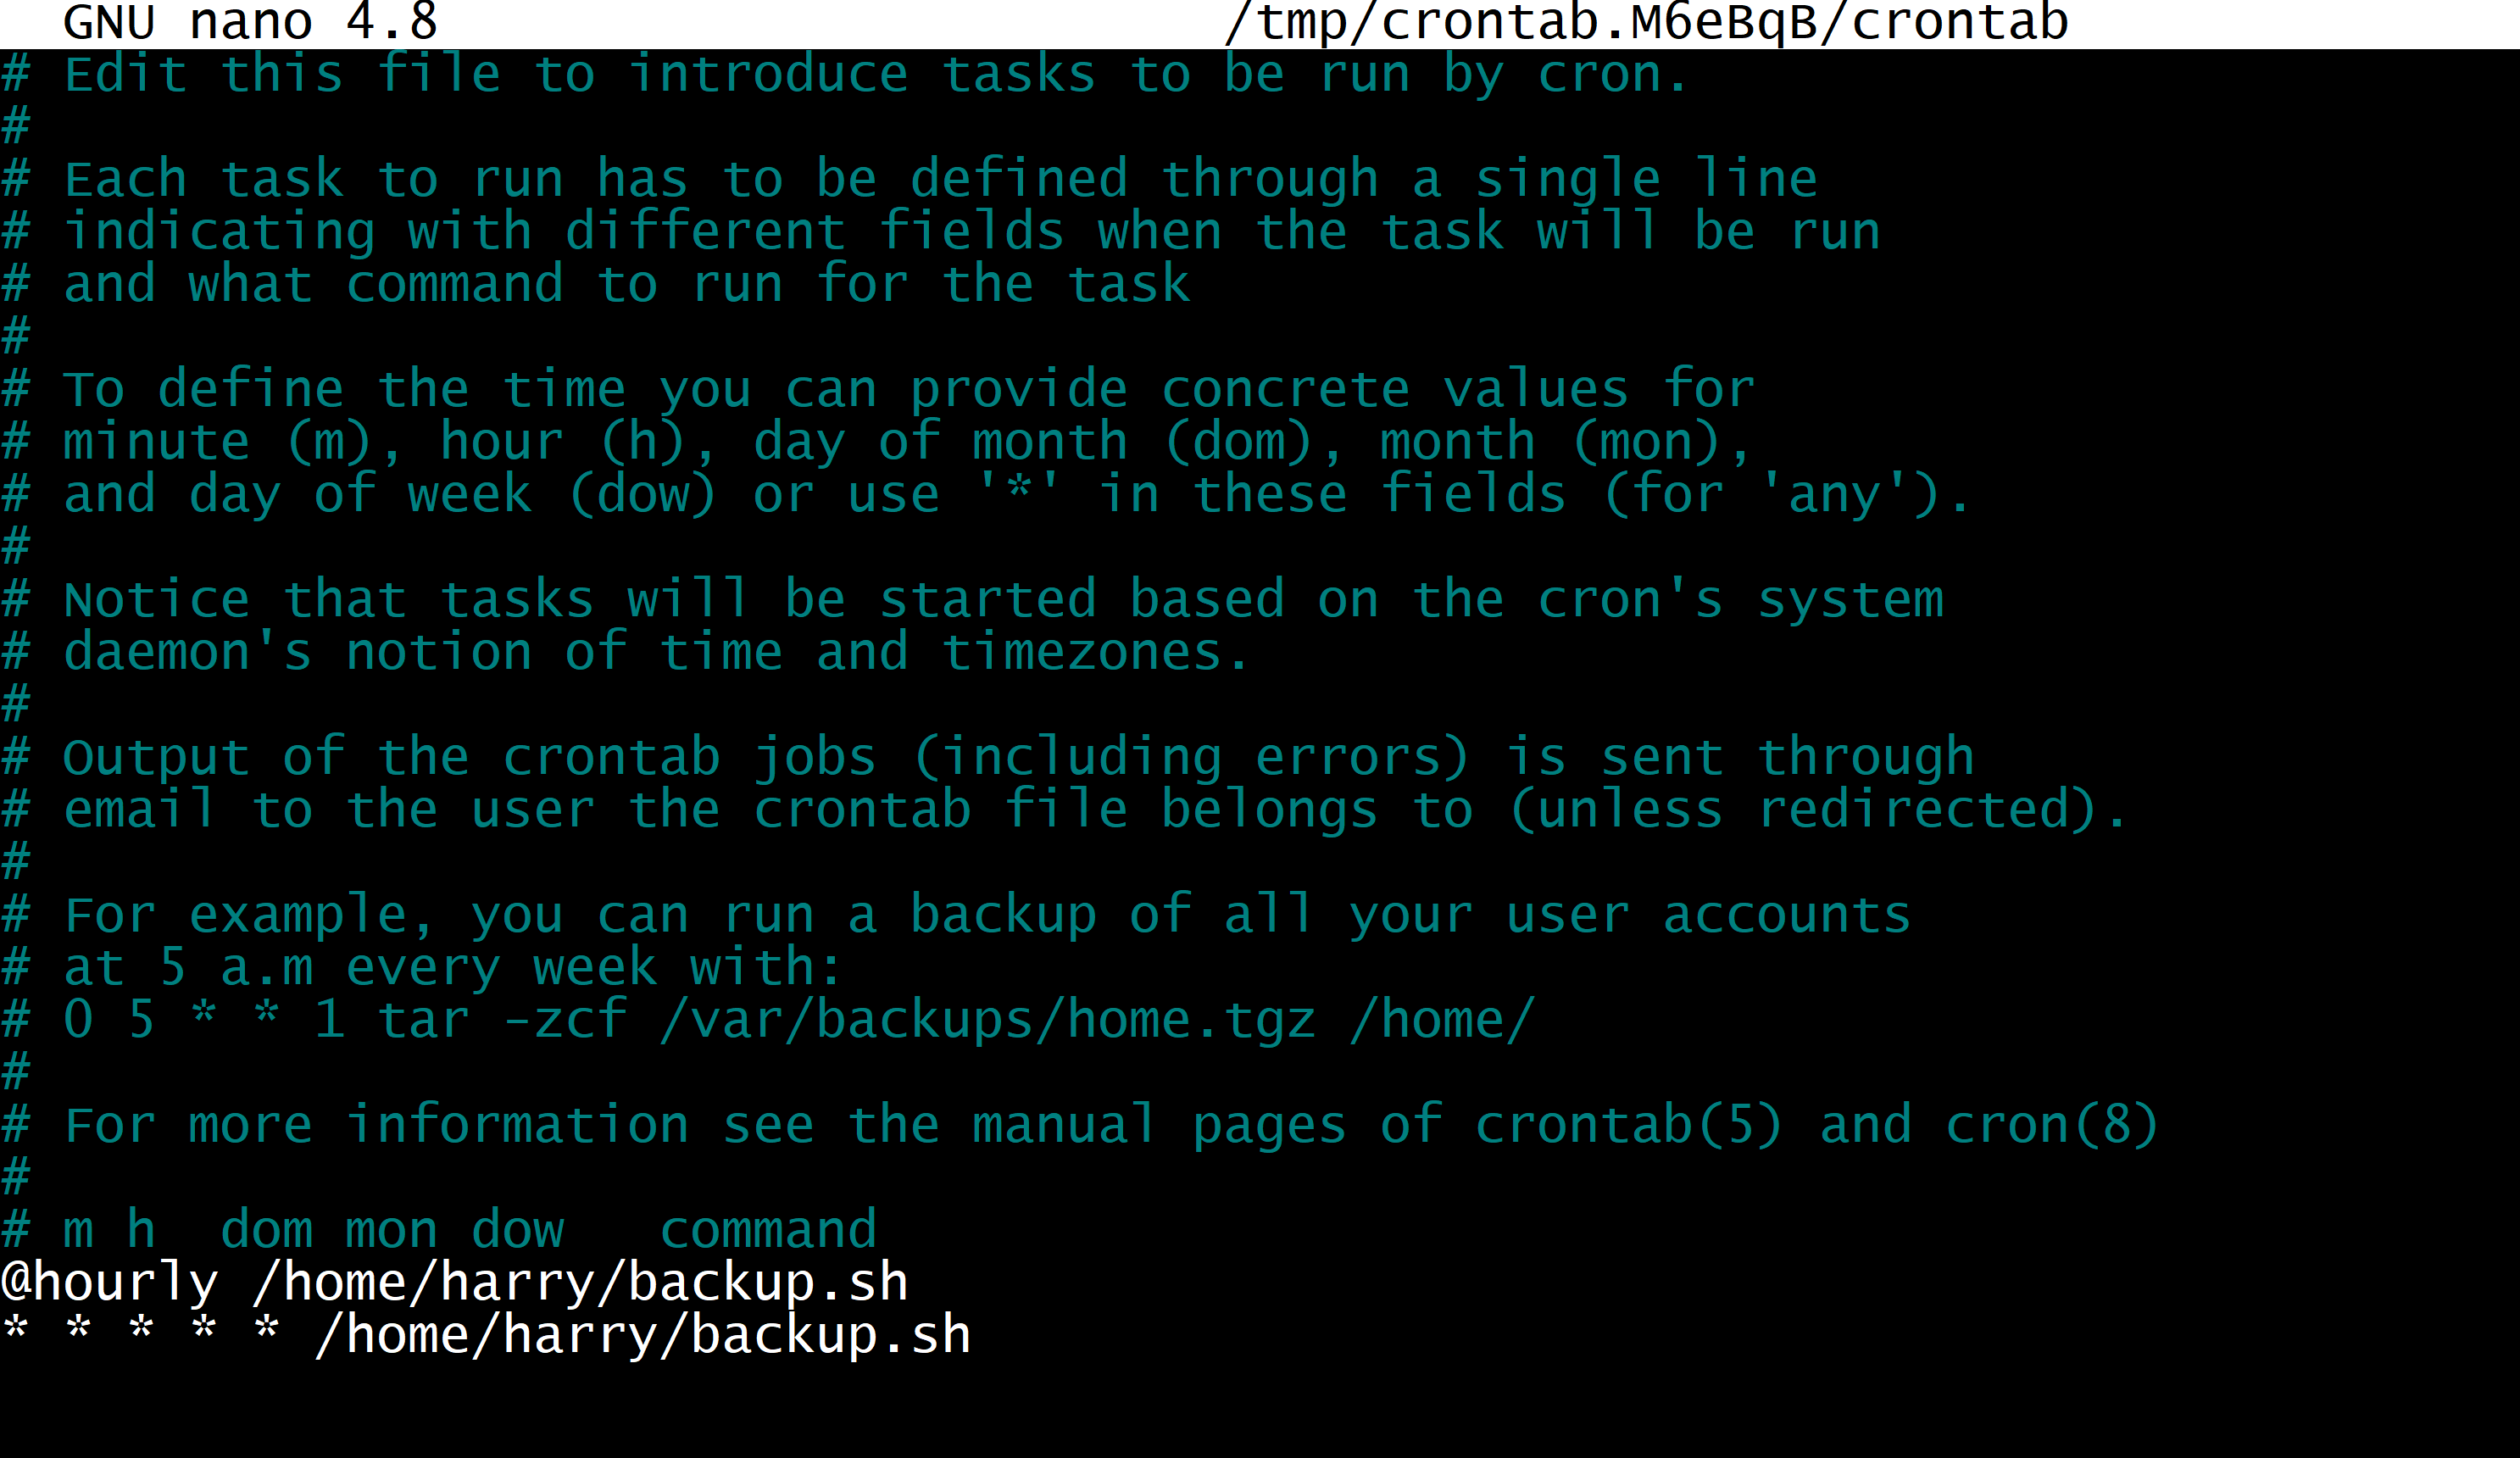 GNU nano 4.8 /tmp/crontab.M6eBqB/crontab
# Edit this file to introduce tasks to be run by cron.
#
# Each task to run has to be defined through a single line
# indicating with different fields when the task will be run
# and what command to run for the task
#
# To define the time you can provide concrete values for
# minute (m), hour (h), day of month (dom), month (mon),
# and day of week (dow) or use '*' in these fields (for 'any').
#
# Notice that tasks will be started based on the cron's system
# daemon's notion of time and timezones.
#
# Output of the crontab jobs (including errors) is sent through
# email to the user the crontab file belongs to (unless redirected).
#
# For example, you can run a backup of all your user accounts
# at 5 a.m every week with:
# 0 5 * * 1 tar -zcf /var/backups/home.tgz /home/
#
# For more information see the manual pages of crontab(5) and cron(8)
#
# m h  dom mon dow   command
@hourly /home/harry/backup.sh
* * * * * /home/harry/backup.sh